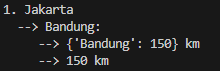 1. Jakarta
--> Bandung:
--> {'Bandung': 150} km
--> 150 km